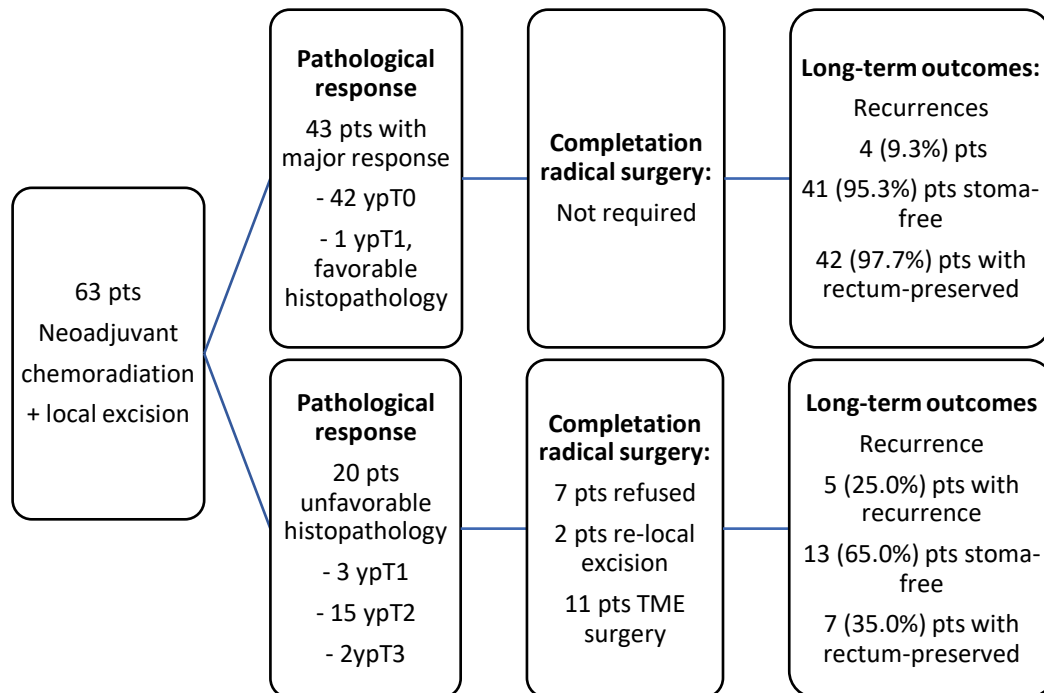 63 pts
Neoadjuvant
chemoradiation
+ local excision
Pathological
response
43 pts with
major response
- 42 ypT0
- 1 ypT1,
favorable
histopathology
Completion
radical surgery:
Not required
Long-term outcomes:
Recurrences
4 (9.3%) pts
41 (95.3%) pts stoma-
free
42 (97.7%) pts with
rectum-preserved
Pathological
response
20 pts
unfavorable
histopathology
- 3 ypT1
- 15 ypT2
- 2ypT3
Completion
radical surgery:
7 pts refused
2 pts re-local
excision
11 pts TME
surgery
Long-term outcomes
Recurrence
5 (25.0%) pts with
recurrence
13 (65.0%) pts stoma-
free
7 (35.0%) pts with
rectum-preserved